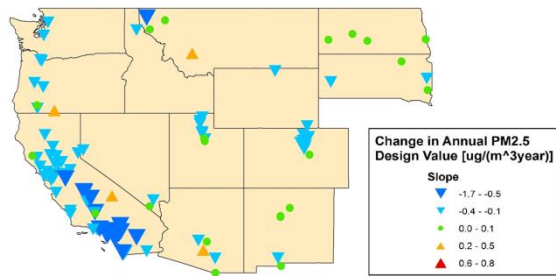 Change in Annual PM2.5
Design Value [ug/(m^3year)]
Slope
-1.7 - -0.5
-0.4 - -0.1
0.0 - 0.1
0.2 - 0.5
0.6 - 0.8